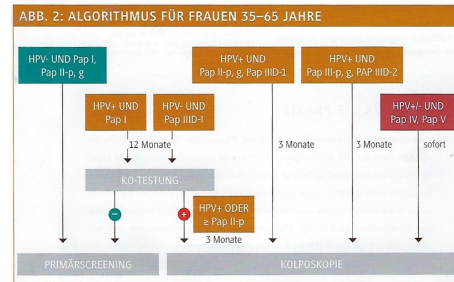 ABB. 2: ALGORITHMUS FÜR FRAUEN 35–65 JAHRE
HPV- UND Pap I,
Pap II-p, g
HPV+ UND
Pap II-p, g, Pap IIID-1
HPV+ UND
Pap III-p, g, PAP IIID-2
HPV+ UND
Pap I
HPV- UND
Pap IIID-I
HPV+/- UND
Pap IV, Pap V
12 Monate
3 Monate
3 Monate
sofort
KO-TESTUNG
HPV+ ODER
≥ Pap II-p
3 Monate
PRIMÄRSCREENING
KOLPOSKOPIE